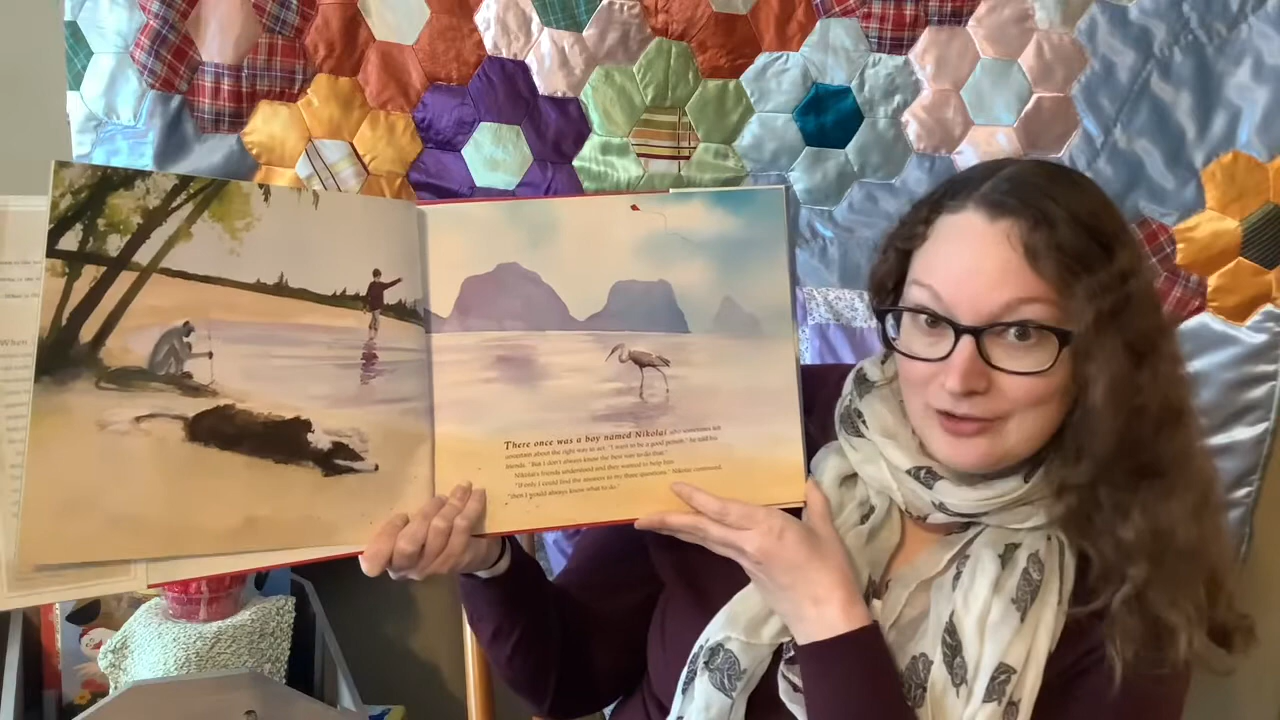 When
There once was a boy named Nikolai who sometimes felt
uncertain about the right way to act. "I want to be a good person," he told his
friends. "But I don't always know the best way to do that."
Nikolai's friends understood and they wanted to help him.
"If only I could find the answers to my three questions," Nikolai continued,
"then I would always know what to do."